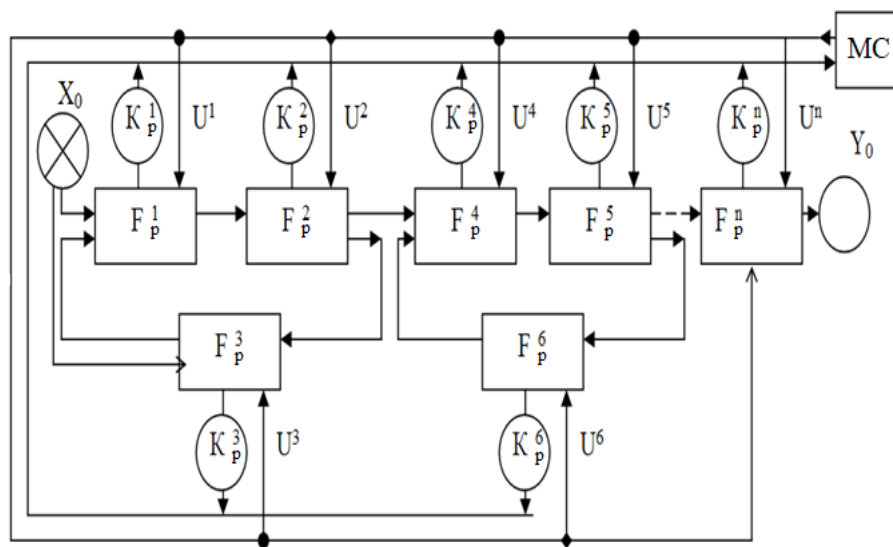 MC
X₀
K¹ₚ U¹ K²ₚ U² K⁴ₚ U⁴ K⁵ₚ U⁵ Kⁿₚ Uⁿ
Y₀
F¹ₚ F²ₚ F⁴ₚ F⁵ₚ Fⁿₚ
F³ₚ F⁶ₚ
K³ₚ U³ K⁶ₚ U⁶